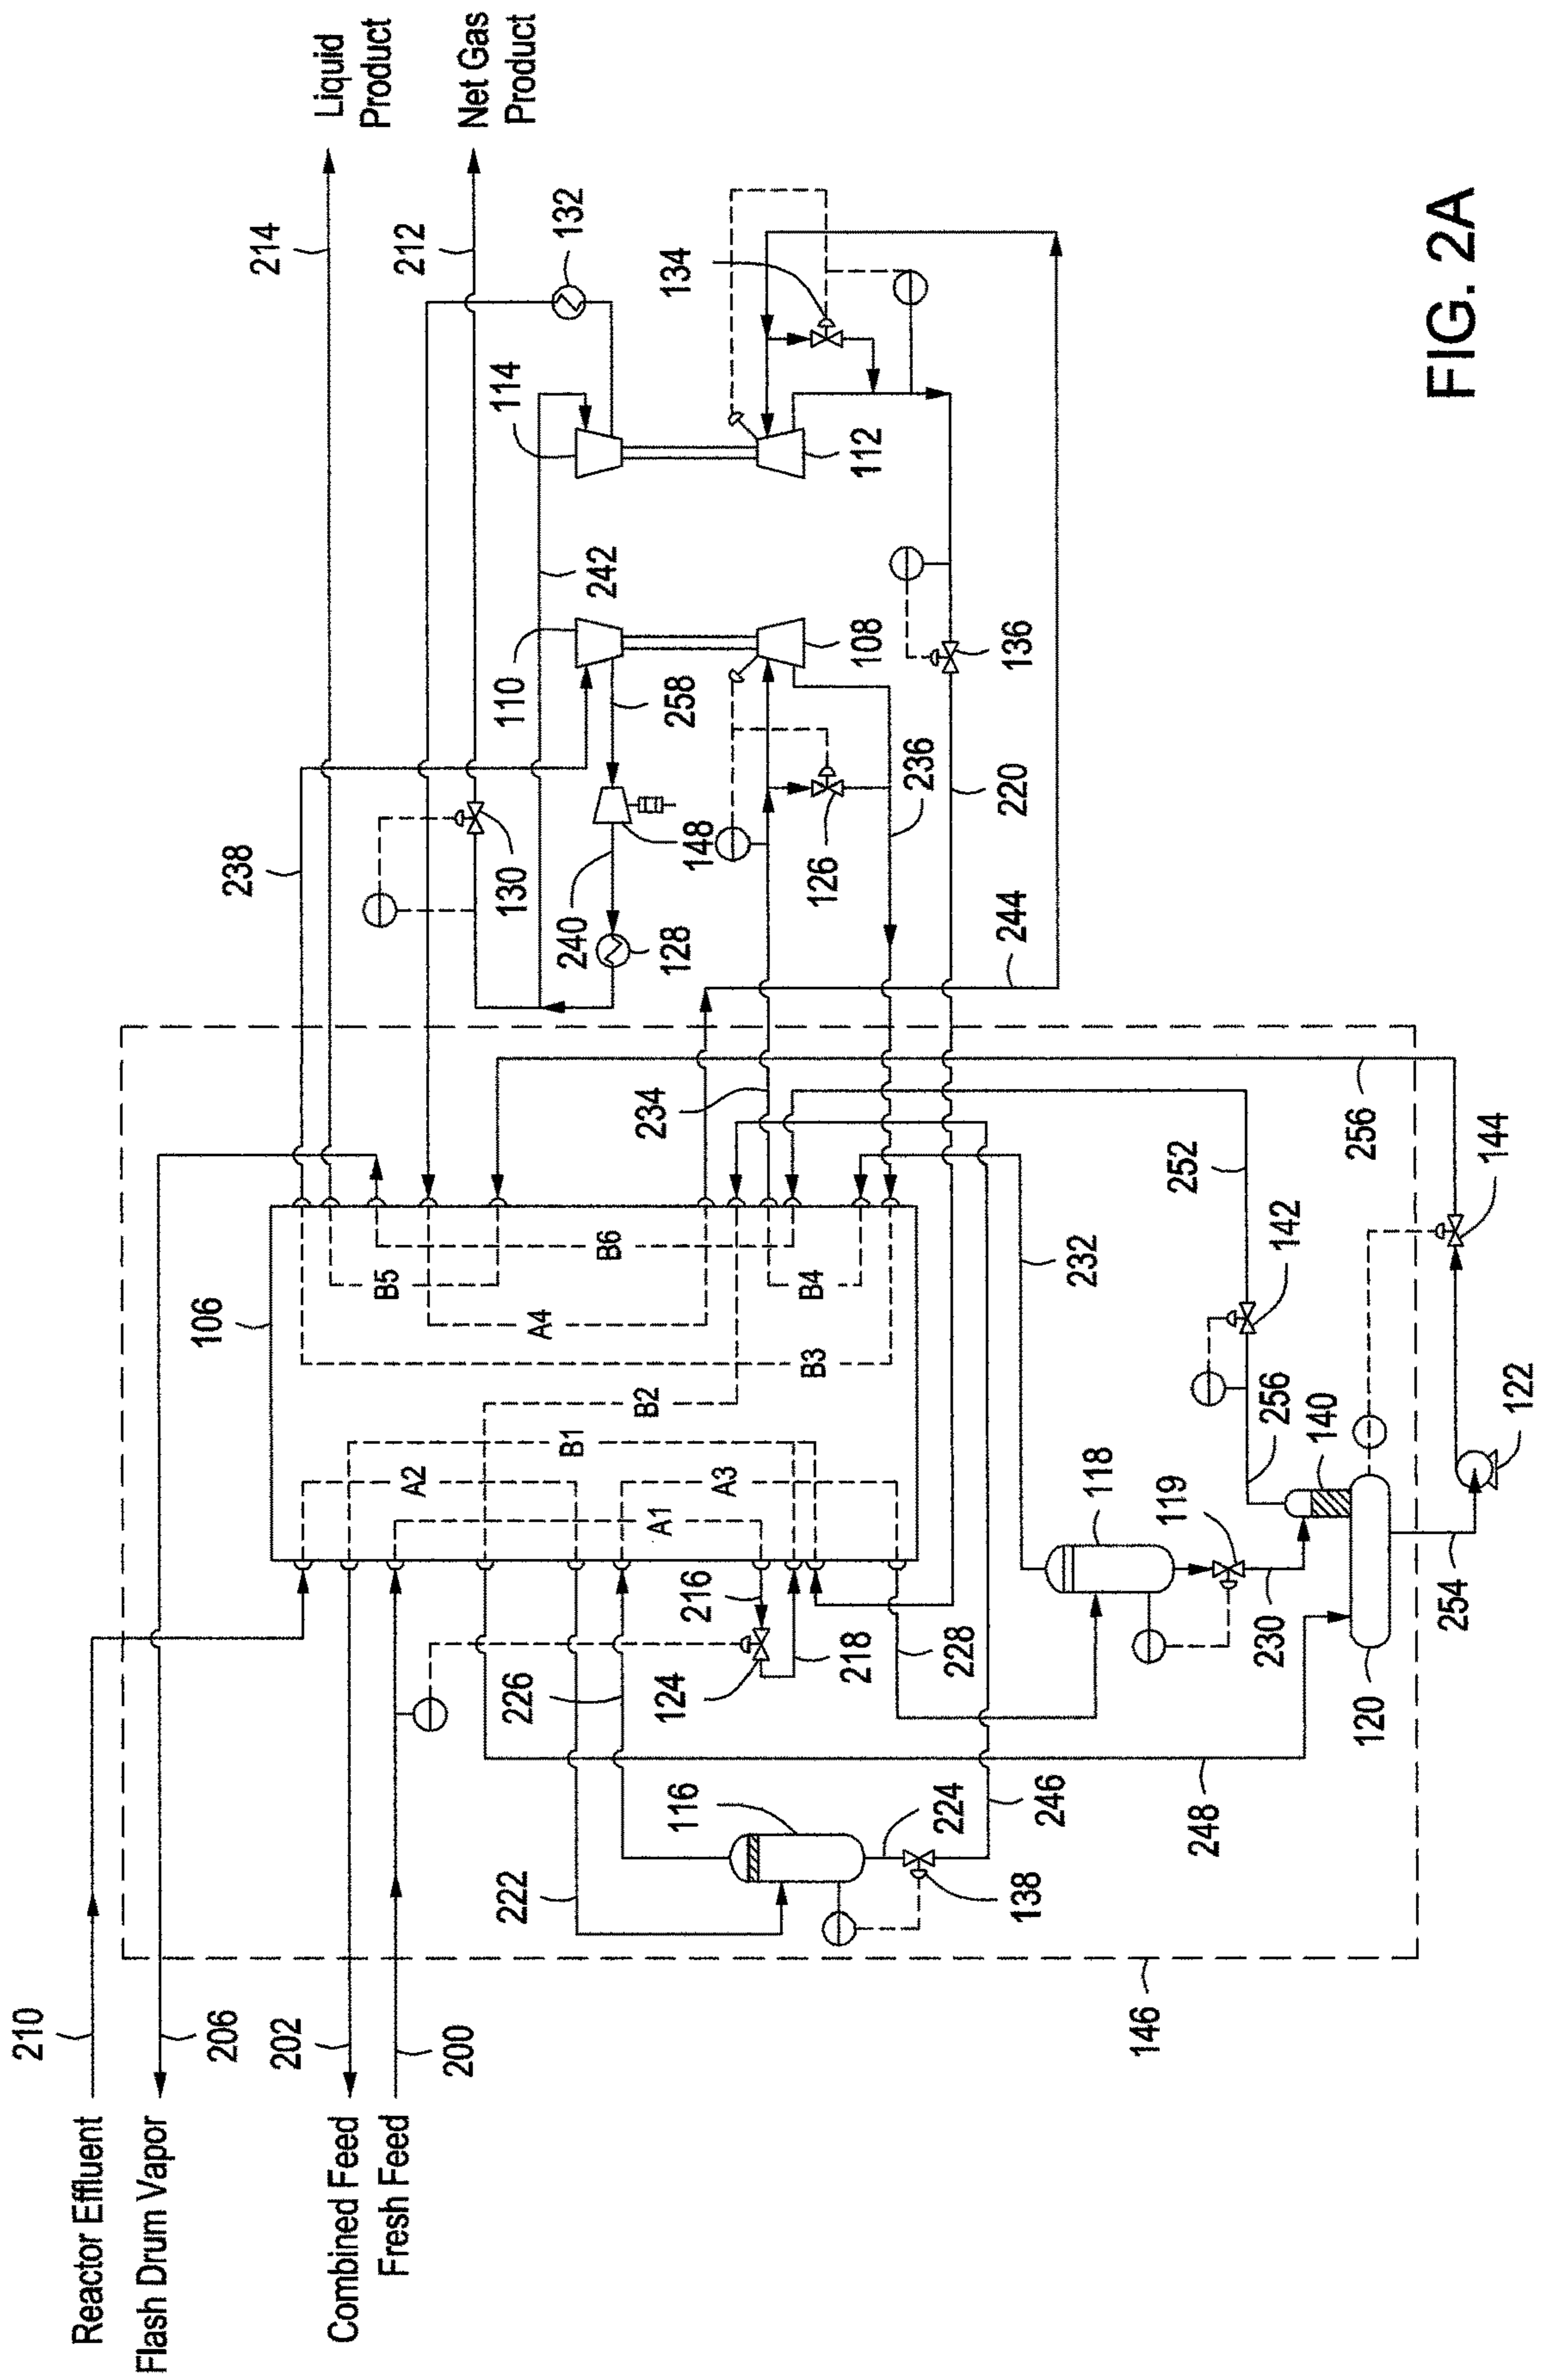 Liquid
Product
Net Gas
Product
214
212
132
134
114
112
242
110
108
258
136
238
130
148
236
220
126
240
128
244
234
256
252
144
142
232
106
B6
B5
B4
A4
B3
B2
B1
A2
A3
A1
256
140
122
118
119
216
218
228
230
254
226
124
120
116
224
246
248
222
138
146
210
206
202
200
Reactor Effluent
Flash Drum Vapor
Combined Feed
Fresh Feed
FIG. 2A